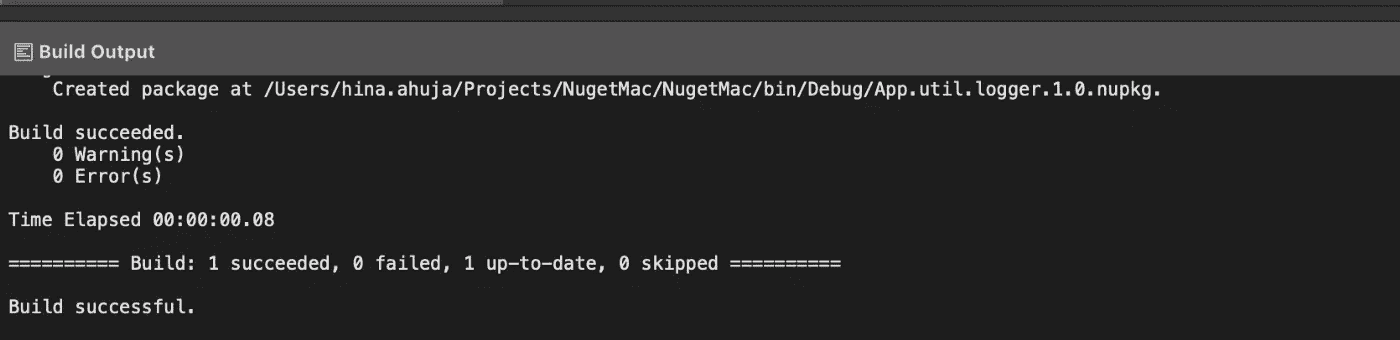 Build Output
Created package at /Users/hina.ahuja/Projects/NugetMac/NugetMac/bin/Debug/App.util.logger.1.0.nupkg.
Build succeeded.
0 Warning(s)
0 Error(s)
Time Elapsed 00:00:00.08
========== Build: 1 succeeded, 0 failed, 1 up-to-date, 0 skipped ==========
Build successful.